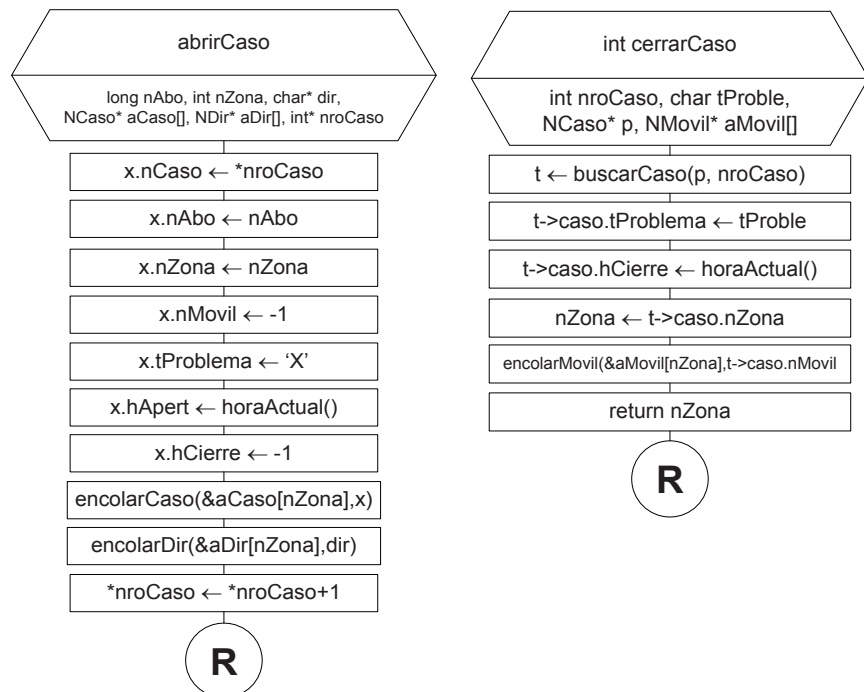 abrirCaso
long nAbo, int nZona, char* dir,
NCaso* aCaso[], NDir* aDir[], int* nroCaso
x.nCaso ← *nroCaso
x.nAbo ← nAbo
x.nZona ← nZona
x.nMovil ← -1
x.tProblema ← ‘X’
x.hApert ← horaActual()
x.hCierre ← -1
encolarCaso(&aCaso[nZona],x)
encolarDir(&aDir[nZona],dir)
*nroCaso ← *nroCaso+1
R
int cerrarCaso
int nroCaso, char tProble,
NCaso* p, NMovil* aMovil[]
t ← buscarCaso(p, nroCaso)
t->caso.tProblema ← tProble
t->caso.hCierre ← horaActual()
nZona ← t->caso.nZona
encolarMovil(&aMovil[nZona],t->caso.nMovil
return nZona
R